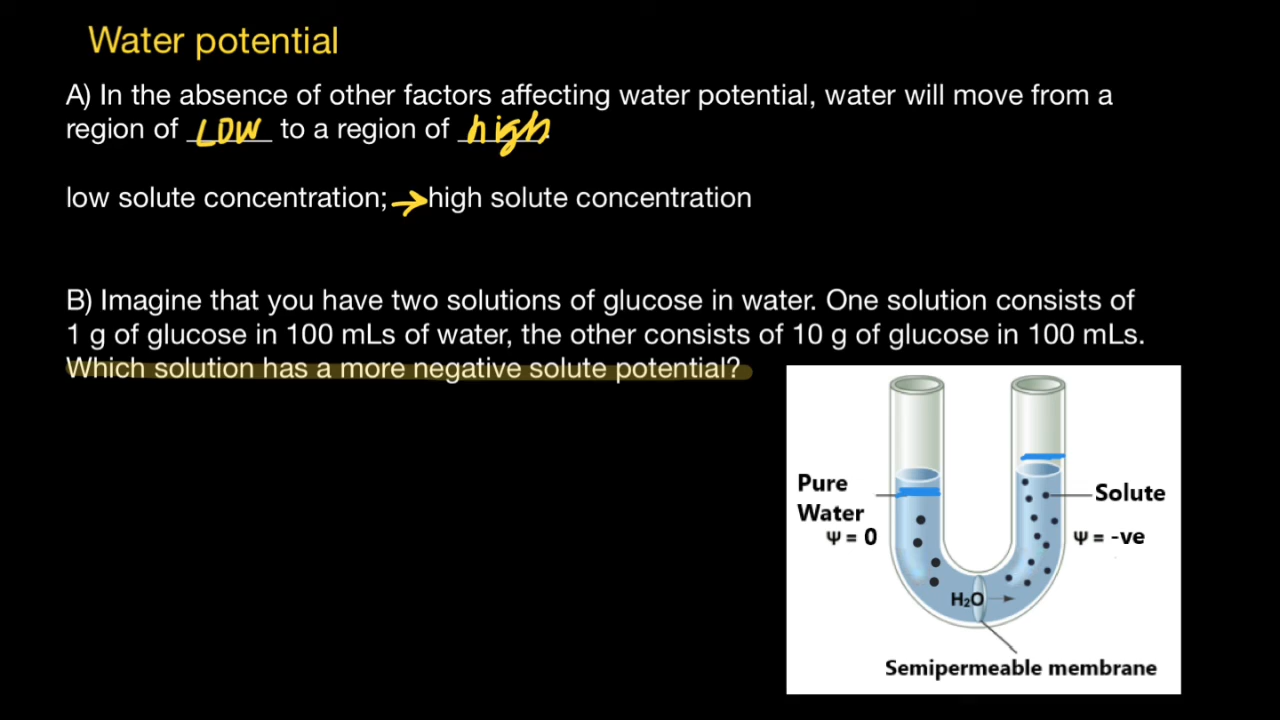 Water potential
A) In the absence of other factors affecting water potential, water will move from a
region of LOW to a region of high.
low solute concentration; → high solute concentration
B) Imagine that you have two solutions of glucose in water. One solution consists of
1 g of glucose in 100 mLs of water, the other consists of 10 g of glucose in 100 mLs.
Which solution has a more negative solute potential?
Pure
Water
Ψ = 0
Solute
Ψ = -ve
H₂O
Semipermeable membrane